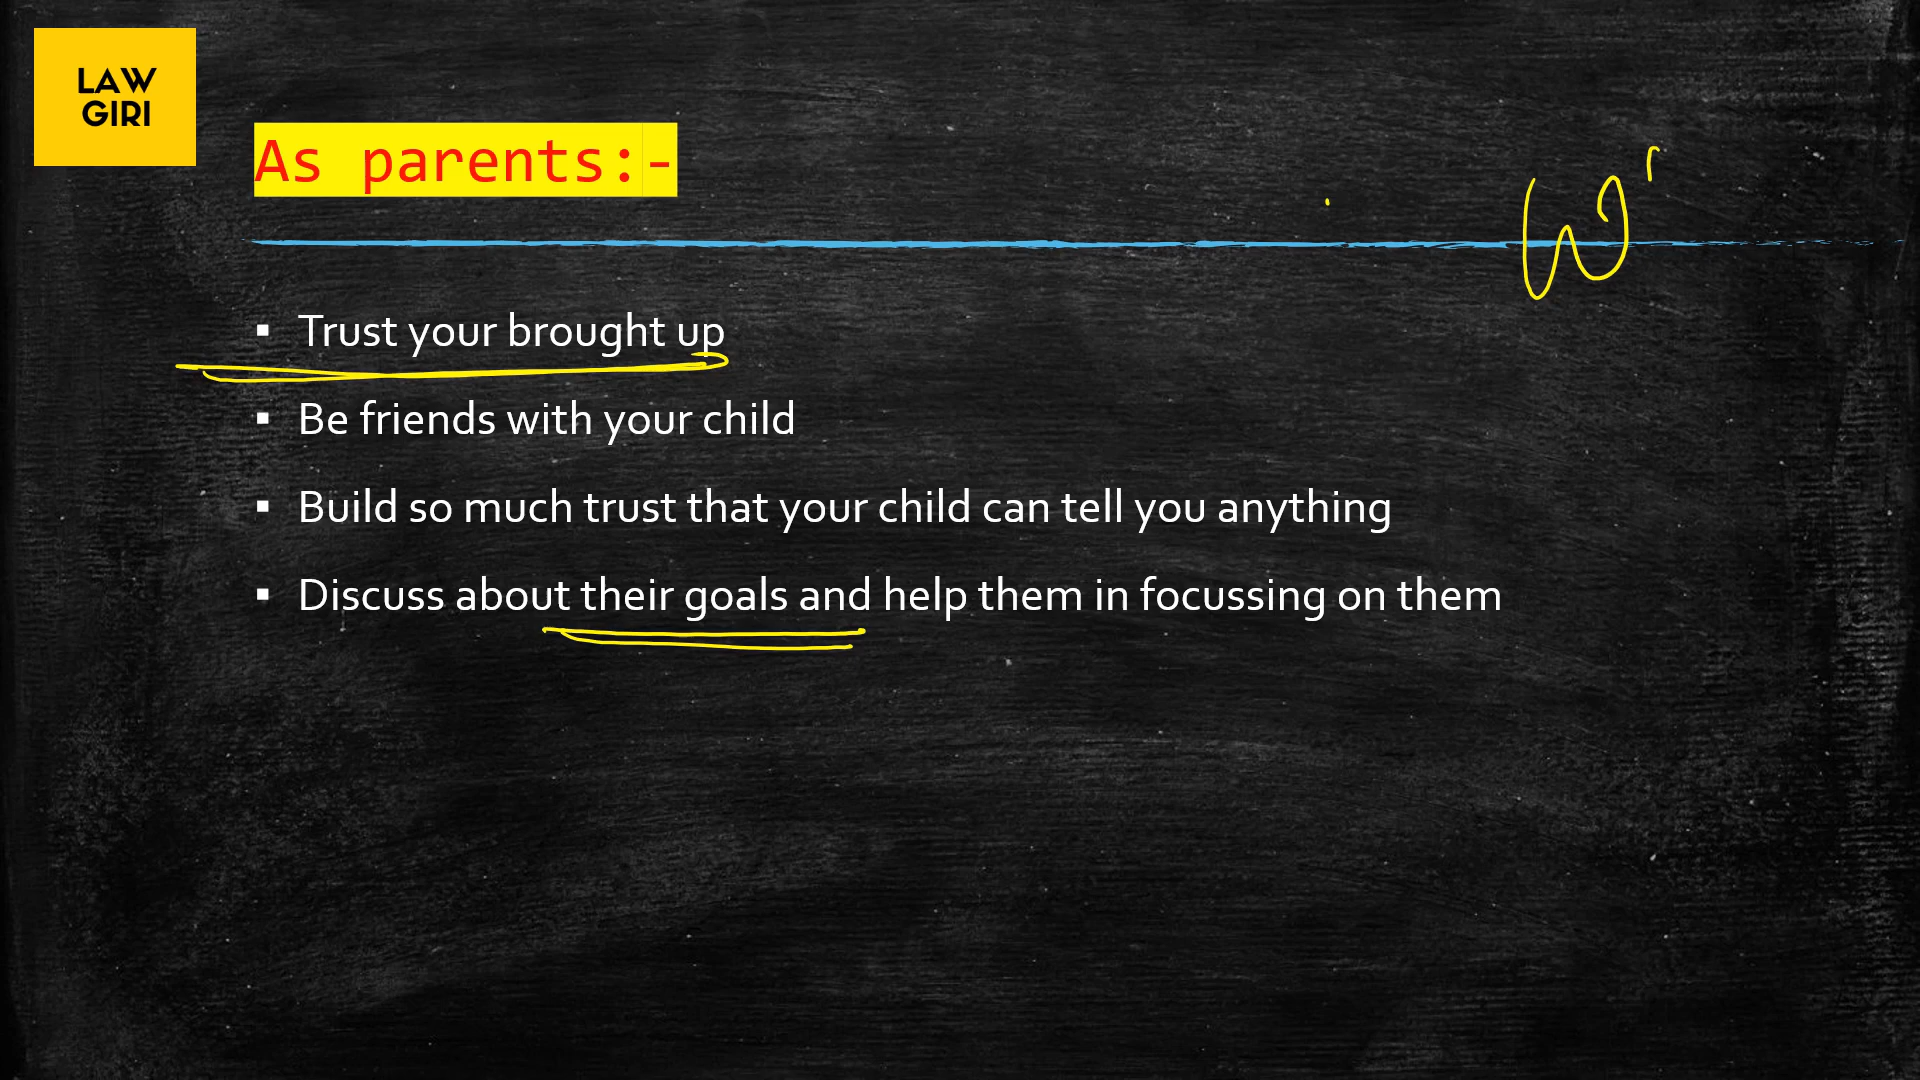 LAW
GIRI
As parents:-
▪ Trust your brought up
▪ Be friends with your child
▪ Build so much trust that your child can tell you anything
▪ Discuss about their goals and help them in focussing on them